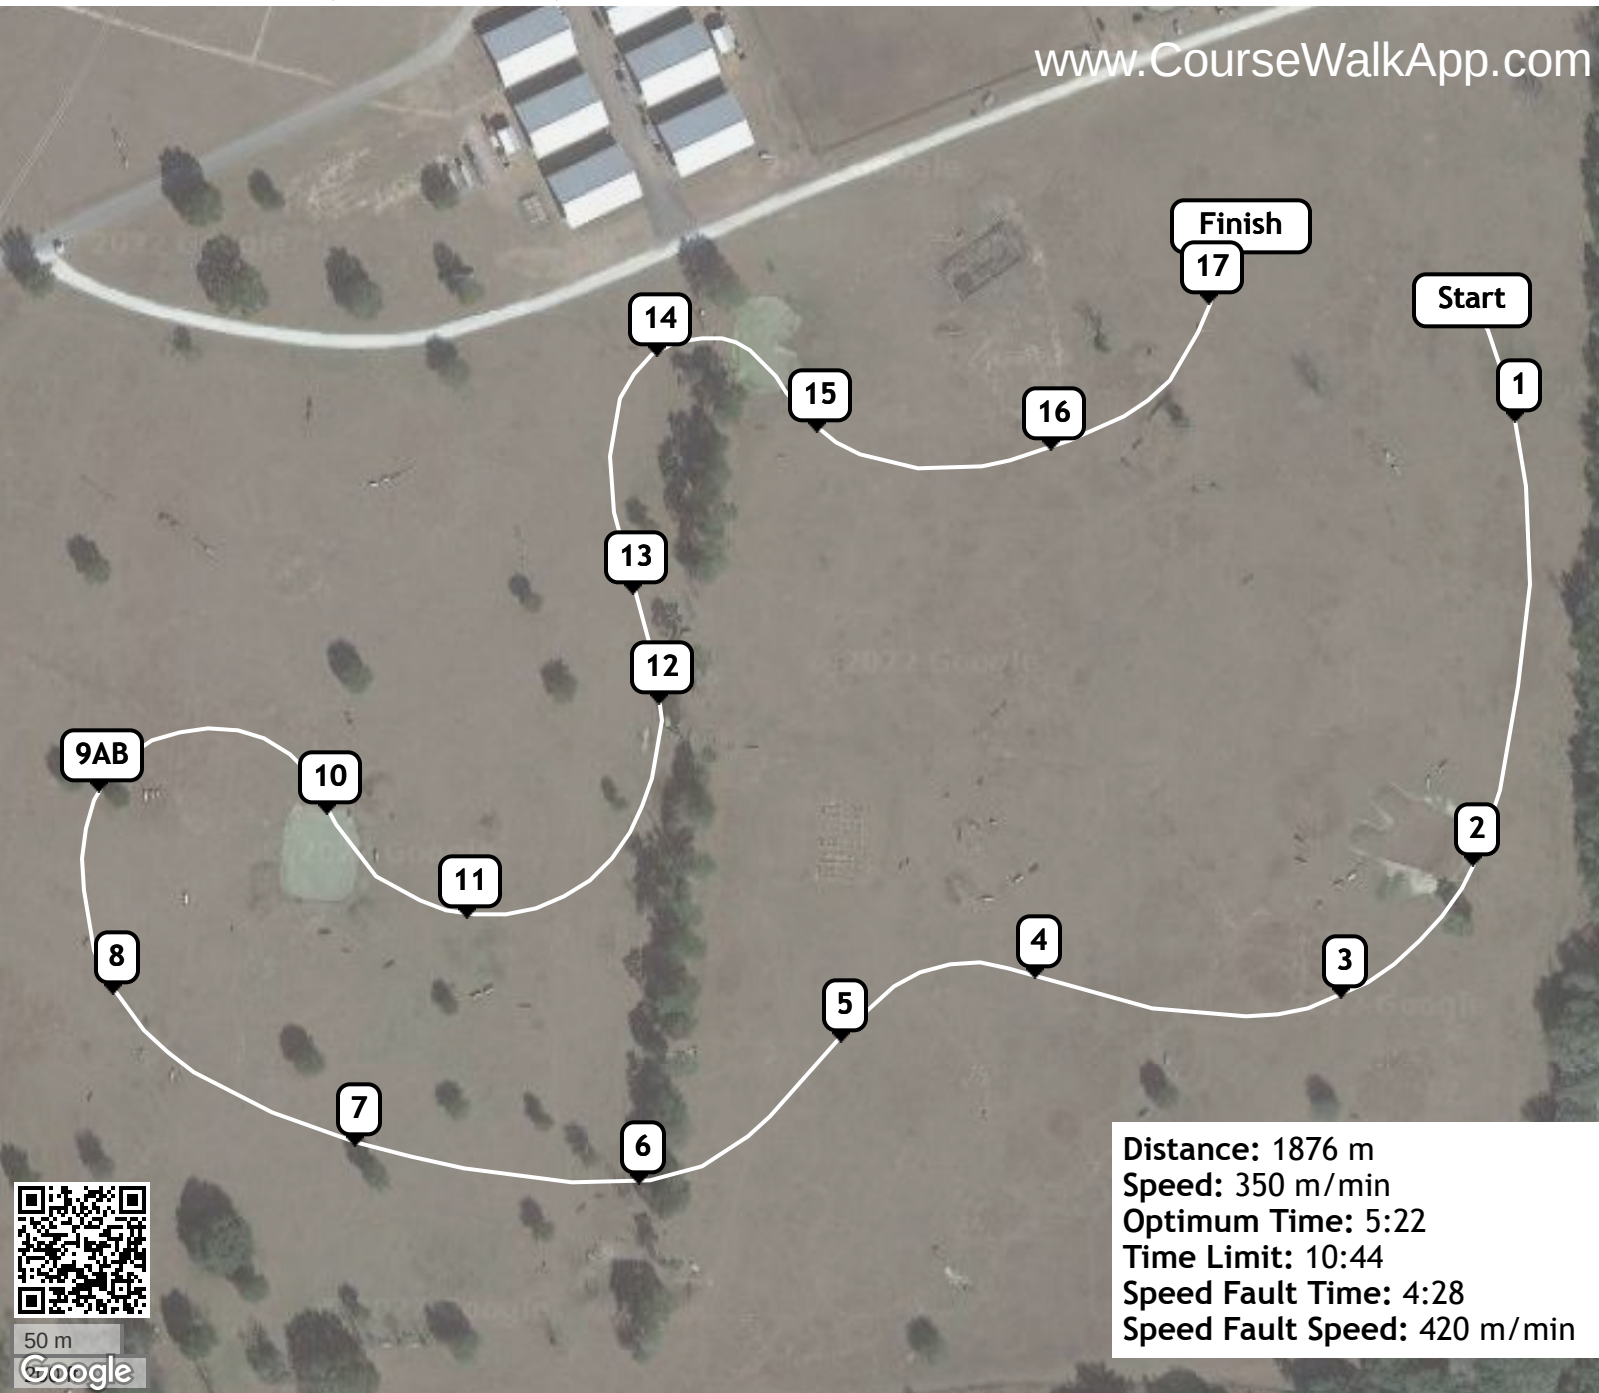 www.CourseWalkApp.com
Finish
17
Start
14
1
15
16
13
12
9AB
10
2
11
4
8
3
5
7
6
Distance: 1876 m
Speed: 350 m/min
Optimum Time: 5:22
Time Limit: 10:44
Speed Fault Time: 4:28
Speed Fault Speed: 420 m/min
50 m
Google